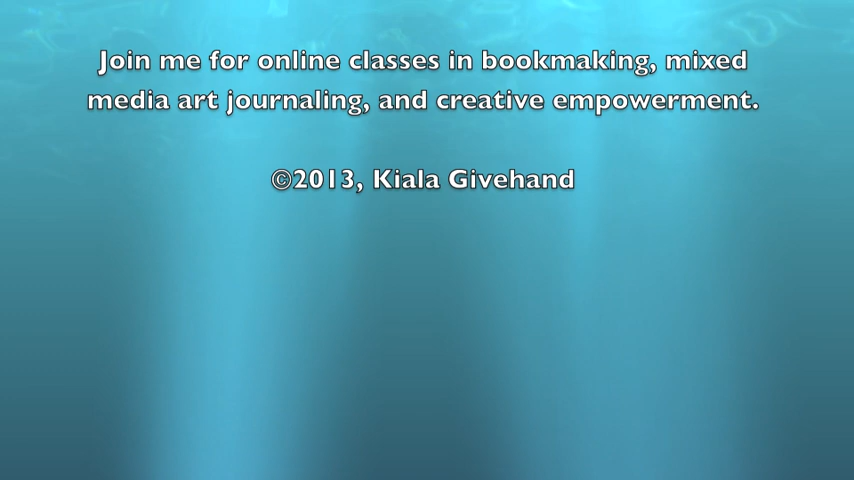 Join me for online classes in bookmaking, mixed
media art journaling, and creative empowerment.
©2013, Kiala Givehand